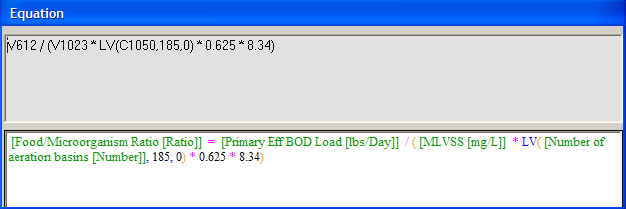 Equation
V612 / (V1023 * LV(C1050,185,0) * 0.625 * 8.34)
[Food/Microorganism Ratio [Ratio]] = [Primary Eff BOD Load [lbs/Day]] / ( [MLVSS [mg/L]] * LV( [Number of
aeration basins [Number]], 185, 0) * 0.625 * 8.34)